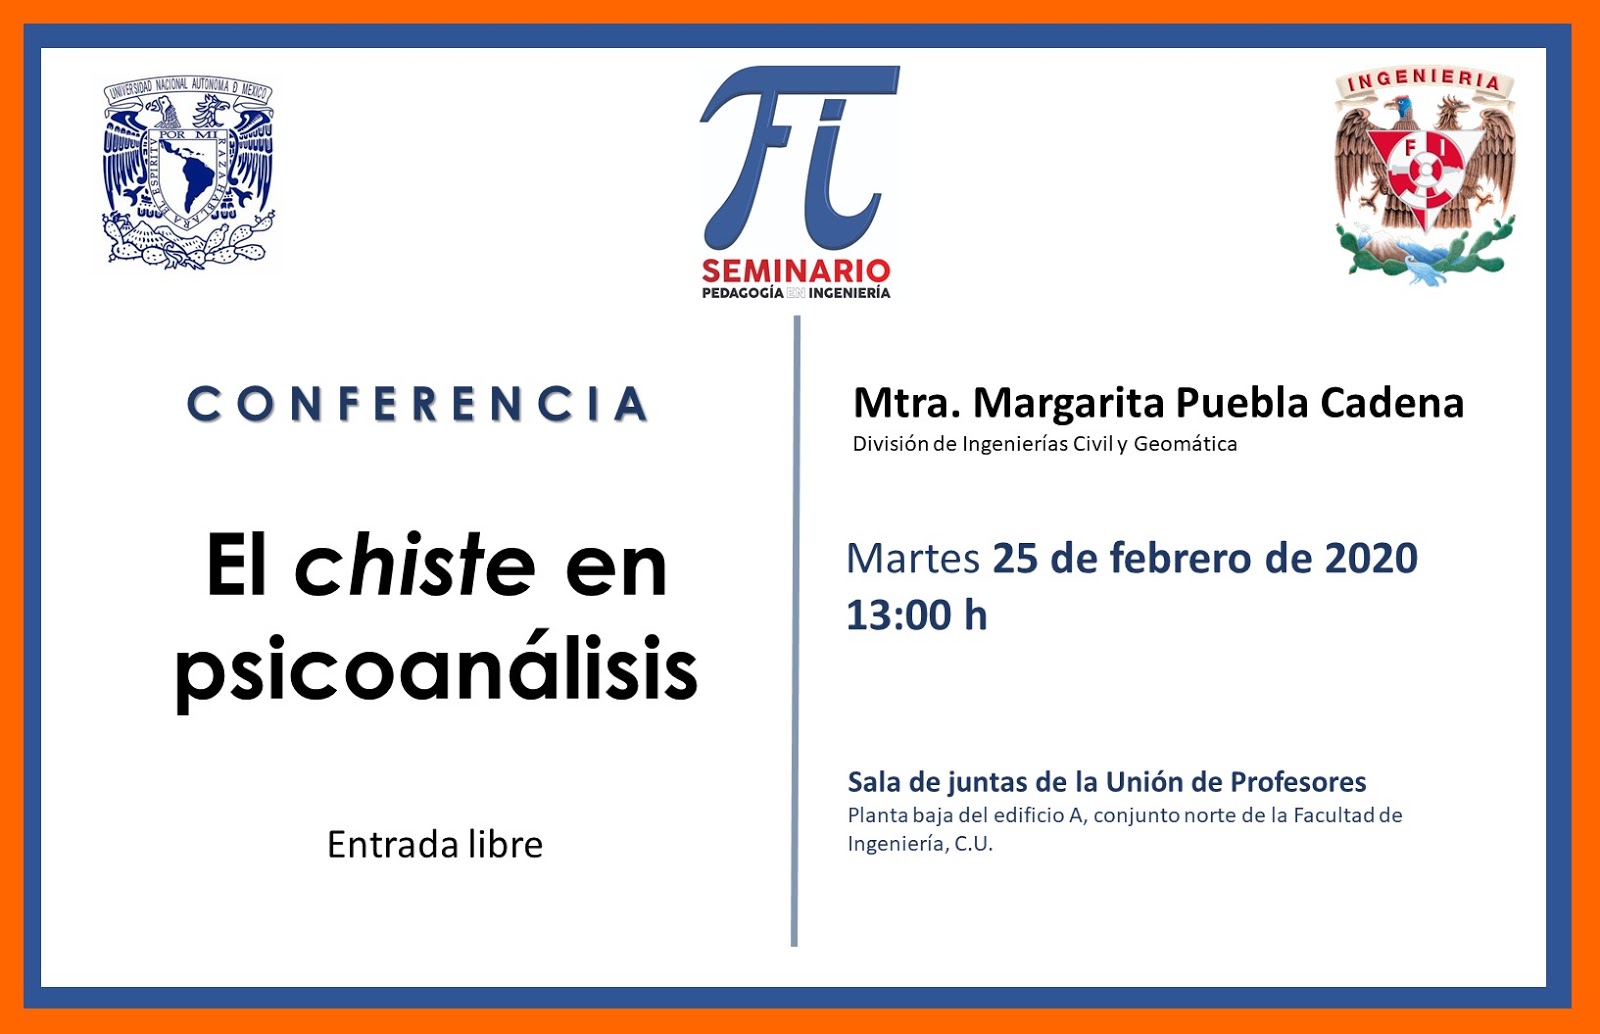 UNIVERSIDAD NACIONAL AUTONOMA D MEXICO
POR MI
RAZA HABLARA
EL ESPIRITU
Fi
SEMINARIO
PEDAGOGÍA EN INGENIERÍA
INGENIERIA
F I
CONFERENCIA
El chiste en
psicoanálisis
Entrada libre
Mtra. Margarita Puebla Cadena
División de Ingenierías Civil y Geomática
Martes 25 de febrero de 2020
13:00 h
Sala de juntas de la Unión de Profesores
Planta baja del edificio A, conjunto norte de la Facultad de
Ingeniería, C.U.